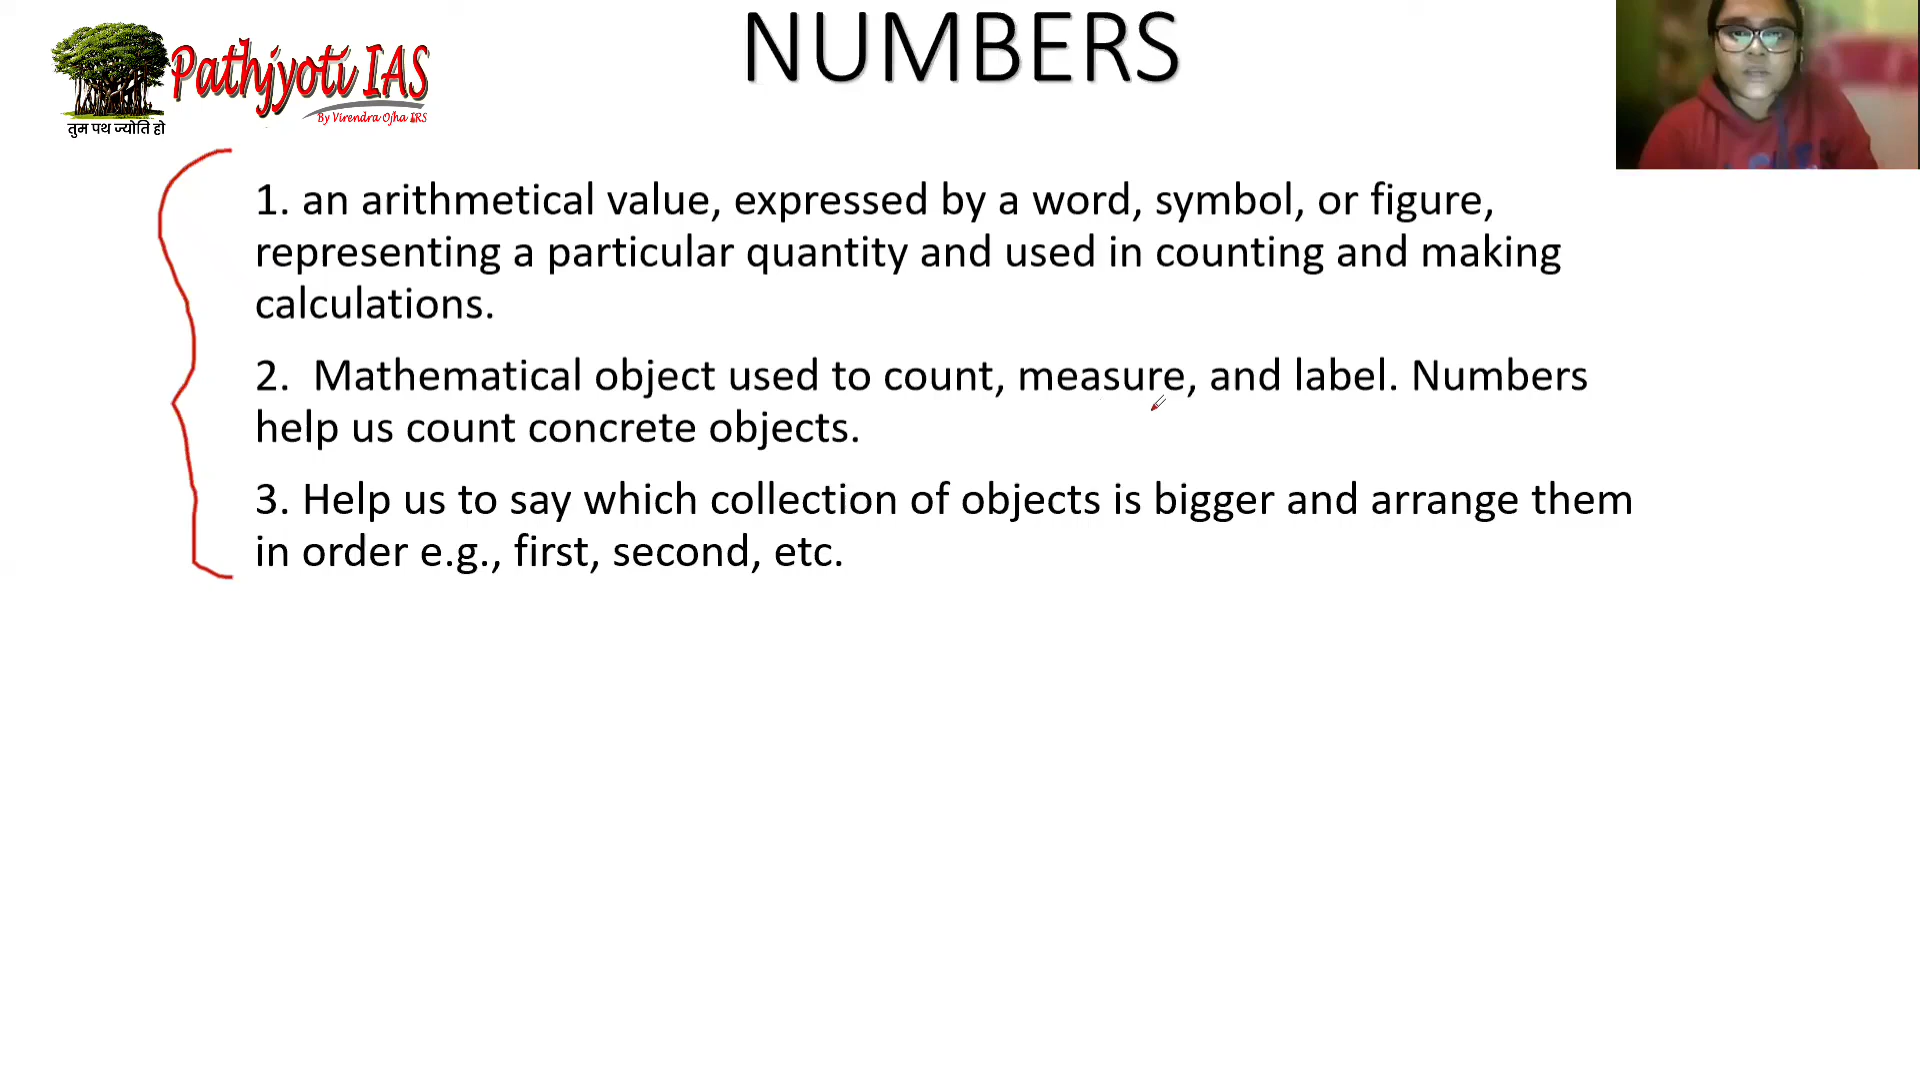 NUMBERS
Pathjyoti IAS
By Virendra Ojha IRS
तुम पथ ज्योति हो
1. an arithmetical value, expressed by a word, symbol, or figure,
representing a particular quantity and used in counting and making
calculations.
2.  Mathematical object used to count, measure, and label. Numbers
help us count concrete objects.
3. Help us to say which collection of objects is bigger and arrange them
in order e.g., first, second, etc.